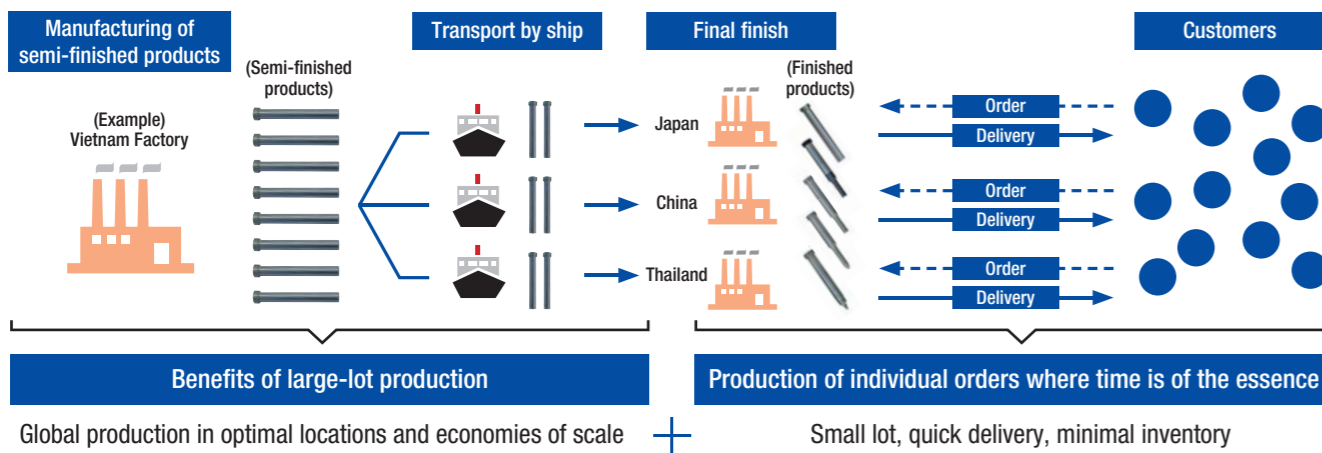 Manufacturing of
semi-finished products
Transport by ship
Final finish
Customers
(Semi-finished
products)
(Finished
products)
(Example)
Vietnam Factory
Japan
Order
Delivery
China
Order
Delivery
Thailand
Order
Delivery
Benefits of large-lot production
Production of individual orders where time is of the essence
Global production in optimal locations and economies of scale
Small lot, quick delivery, minimal inventory